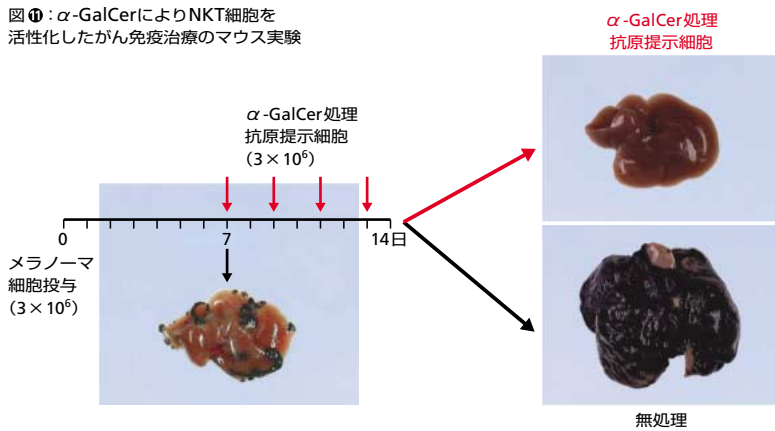 図⓫：α-GalCerによりNKT細胞を
活性化したがん免疫治療のマウス実験
α-GalCer処理
抗原提示細胞
α-GalCer処理
抗原提示細胞
（3×10⁶）
0
7
14日
メラノーマ
細胞投与
（3×10⁶）
無処理